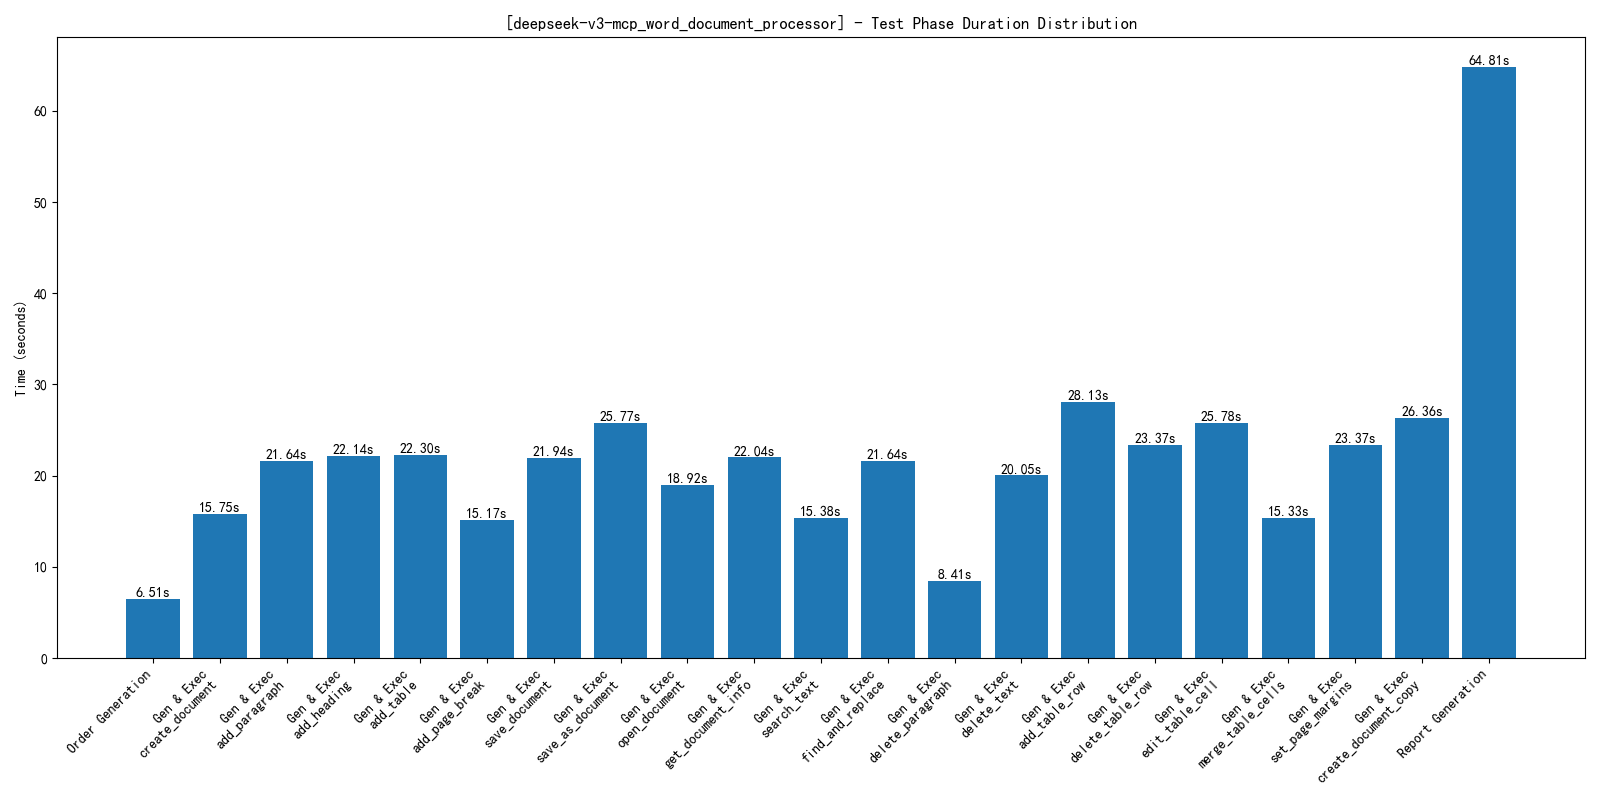 [deepseek-v3-mcp_word_document_processor] - Test Phase Duration Distribution
Time (seconds)
60
50
40
30
20
10
0
6.51s
15.75s
21.64s
22.14s
22.30s
15.17s
21.94s
25.77s
18.92s
22.04s
15.38s
21.64s
8.41s
20.05s
28.13s
23.37s
25.78s
15.33s
23.37s
26.36s
64.81s
Order Generation
Gen & Exec
create_document
Gen & Exec
add_paragraph
Gen & Exec
add_heading
Gen & Exec
add_table
Gen & Exec
add_page_break
Gen & Exec
save_document
Gen & Exec
save_as_document
Gen & Exec
open_document
Gen & Exec
get_document_info
Gen & Exec
search_text
Gen & Exec
find_and_replace
Gen & Exec
delete_paragraph
Gen & Exec
delete_text
Gen & Exec
add_table_row
Gen & Exec
delete_table_row
Gen & Exec
edit_table_cell
Gen & Exec
merge_table_cells
Gen & Exec
set_page_margins
Gen & Exec
create_document_copy
Report Generation